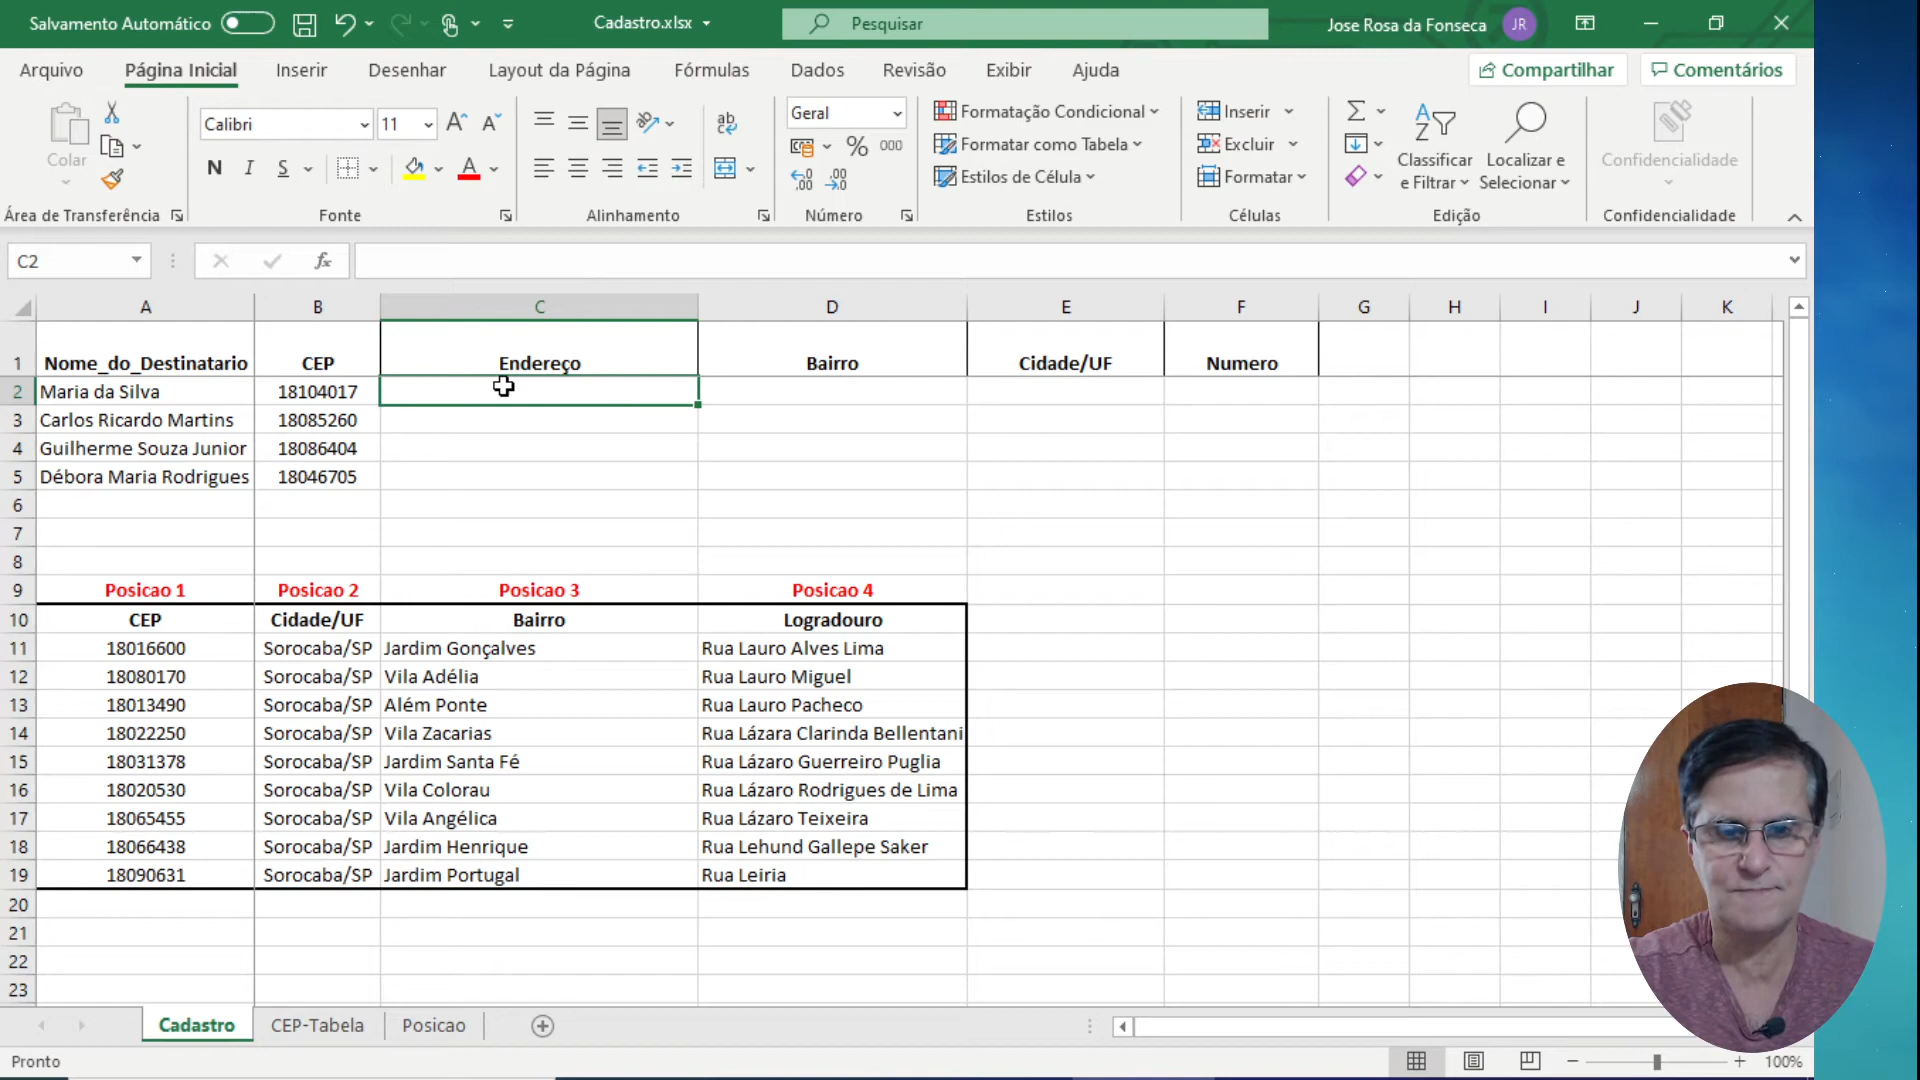 Salvamento Automático
Cadastro.xlsx
Pesquisar
Jose Rosa da Fonseca
JR
Arquivo
Página Inicial
Inserir
Desenhar
Layout da Página
Fórmulas
Dados
Revisão
Exibir
Ajuda
Compartilhar
Comentários
Colar
Calibri
11
N I S
Geral
% 000
Formatação Condicional
Formatar como Tabela
Estilos de Célula
Inserir
Excluir
Formatar
Classificar
e Filtrar
Localizar e
Selecionar
Confidencialidade
Área de Transferência
Fonte
Alinhamento
Número
Estilos
Células
Edição
Confidencialidade
C2
fx
A B C D E F G H I J K
1 Nome_do_Destinatario CEP Endereço Bairro Cidade/UF Numero
2 Maria da Silva 18104017
3 Carlos Ricardo Martins 18085260
4 Guilherme Souza Junior 18086404
5 Débora Maria Rodrigues 18046705
6
7
8
9 Posicao 1 Posicao 2 Posicao 3 Posicao 4
10 CEP Cidade/UF Bairro Logradouro
11 18016600 Sorocaba/SP Jardim Gonçalves Rua Lauro Alves Lima
12 18080170 Sorocaba/SP Vila Adélia Rua Lauro Miguel
13 18013490 Sorocaba/SP Além Ponte Rua Lauro Pacheco
14 18022250 Sorocaba/SP Vila Zacarias Rua Lázara Clarinda Bellentani
15 18031378 Sorocaba/SP Jardim Santa Fé Rua Lázaro Guerreiro Puglia
16 18020530 Sorocaba/SP Vila Colorau Rua Lázaro Rodrigues de Lima
17 18065455 Sorocaba/SP Vila Angélica Rua Lázaro Teixeira
18 18066438 Sorocaba/SP Jardim Henrique Rua Lehund Gallepe Saker
19 18090631 Sorocaba/SP Jardim Portugal Rua Leiria
20
21
22
23
Cadastro
CEP-Tabela
Posicao
Pronto
100%